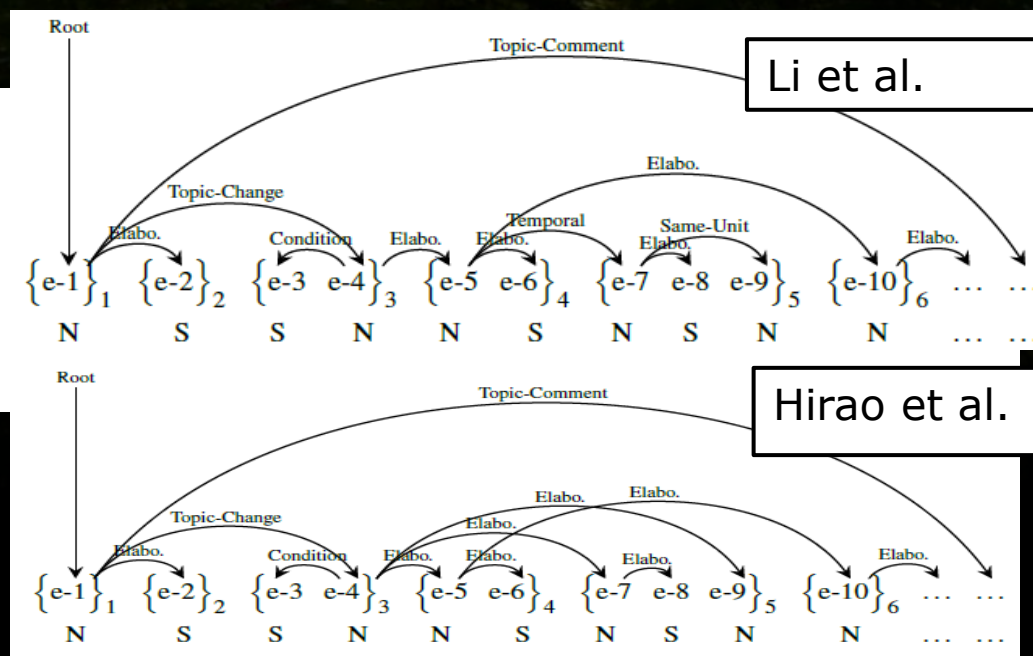 Root
Topic-Comment
Li et al.
Elabo.
Topic-Change
Temporal
Same-Unit
Elabo. Condition Elabo. Elabo. Elabo. Elabo.
{e-1}1 {e-2}2 {e-3 e-4}3 {e-5 e-6}4 {e-7 e-8 e-9}5 {e-10}6 ... ...
N S S N N S N S N N ... ...
Root
Topic-Comment
Hirao et al.
Elabo. Elabo.
Topic-Change Elabo.
Elabo. Condition Elabo. Elabo. Elabo. Elabo.
{e-1}1 {e-2}2 {e-3 e-4}3 {e-5 e-6}4 {e-7 e-8 e-9}5 {e-10}6 ... ...
N S S N N S N S N N ... ...